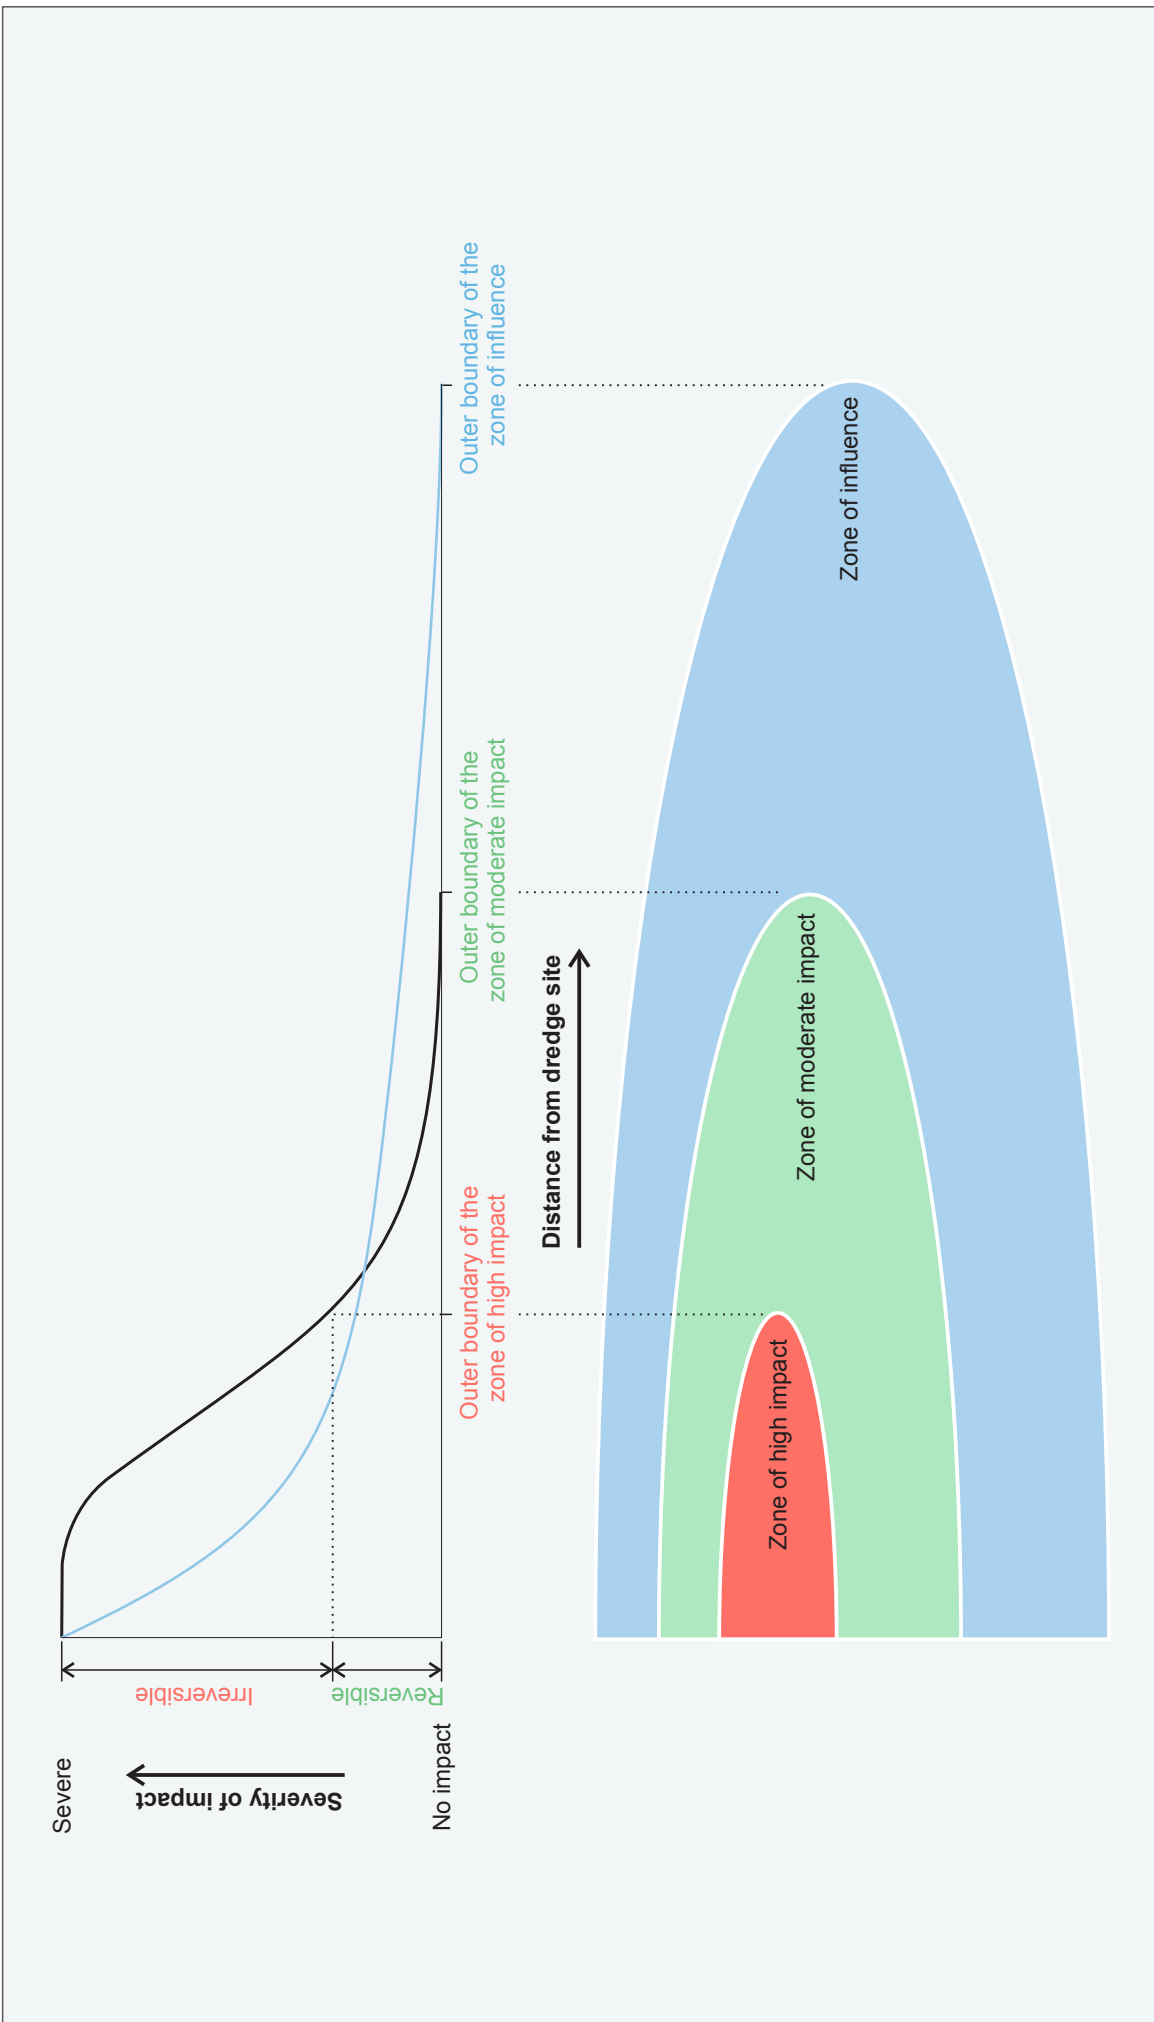 Severe
Severity of impact
No impact
Irreversible
Reversible
Outer boundary of the
zone of high impact
Outer boundary of the
zone of moderate impact
Outer boundary of the
zone of influence
Distance from dredge site
Zone of high impact
Zone of moderate impact
Zone of influence